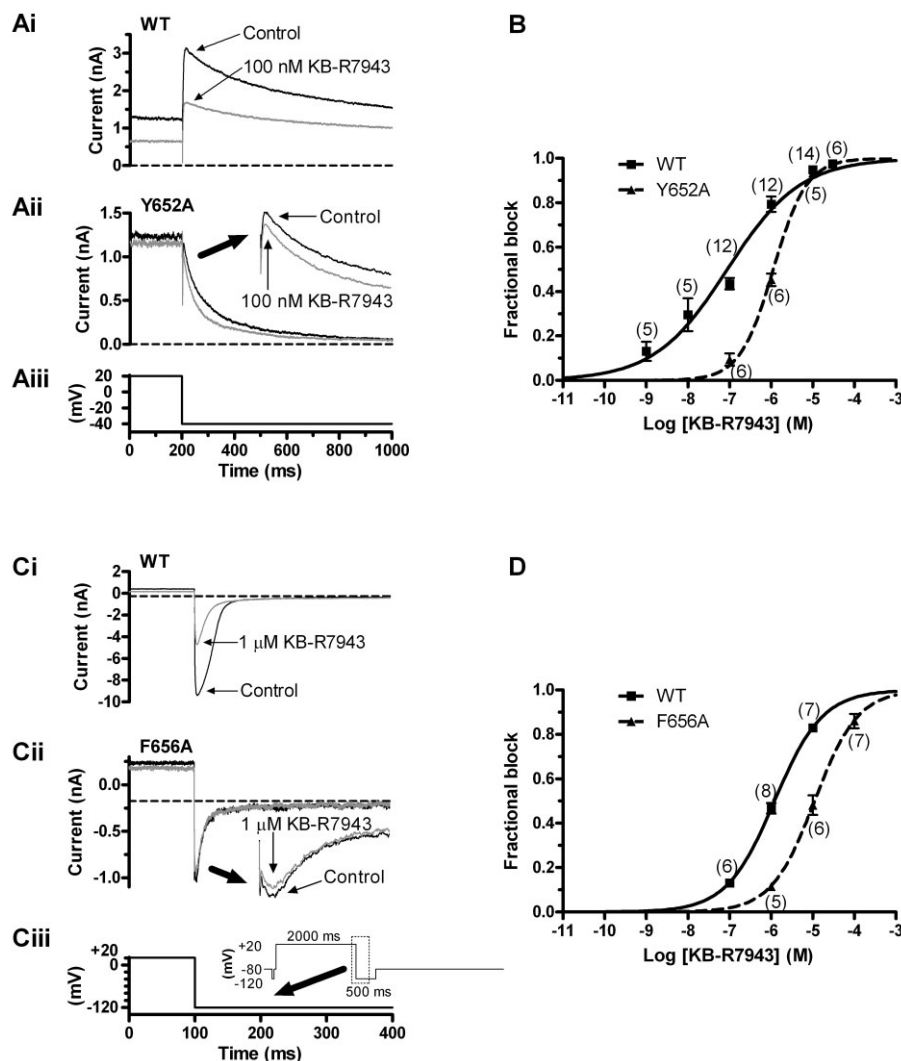 Ai
WT
Control
100 nM KB-R7943
Current (nA)
3
2
1
0
Aii
Y652A
Control
100 nM KB-R7943
Current (nA)
1.5
1.0
0.5
0.0
Aiii
(mV)
20
0
-20
-40
0 200 400 600 800 1000
Time (ms)
B
WT
Y652A
Fractional block
1.0
0.8
0.6
0.4
0.2
0.0
(5)
(5)
(12)
(12)
(14)
(6)
(6)
(6)
(5)
-11 -10 -9 -8 -7 -6 -5 -4 -3
Log [KB-R7943] (M)
Ci
WT
Current (nA)
2
0
-2
-4
-6
-8
-10
1 μM KB-R7943
Control
Cii
F656A
Current (nA)
0.0
-0.5
-1.0
1 μM KB-R7943
Control
Ciii
(mV)
+20
-120
2000 ms
(mV)
+20
-80
-120
500 ms
0 100 200 300 400
Time (ms)
D
WT
F656A
Fractional block
1.0
0.8
0.6
0.4
0.2
0.0
(6)
(8)
(7)
(5)
(6)
(7)
-11 -10 -9 -8 -7 -6 -5 -4 -3
Log [KB-R7943] (M)